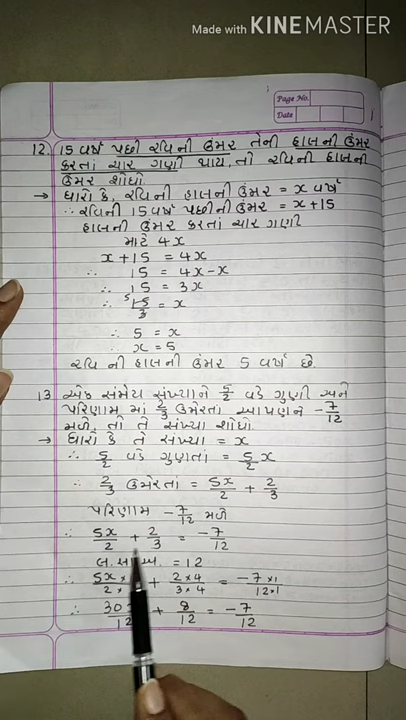 Made with KINEMASTER
Page No.
Date
12. 15 વર્ષ પછી રવિ ની ઉંમર તેની હાલની ઉંમર
કરતાં ચાર ગણી થાય, તો રવિની હાલની
ઉંમર શોધો.
→ ધારો કે, રવિની હાલની ઉંમર = x વર્ષ
∴ રવિની 15 વર્ષ પછીની ઉંમર = x+15
હાલની ઉંમર કરતાં ચાર ગણી
માટે 4x
x + 15 = 4x
∴ 15 = 4x-x
∴ 15 = 3x
∴ 15/3 = x
∴ 5 = x
∴ x = 5
રવિ ની હાલની ઉંમર 5 વર્ષ છે.
13. એક સંમેય સંખ્યાને 5/2 વડે ગુણી અને
પરિણામ માં 2/3 ઉમેરતાં આપણને -7/12
મળે તો તે સંખ્યા શોધો.
→ ધારો કે તે સંખ્યા = x
∴ 5/2 વડે ગુણતાં = 5/2 x
∴ 2/3 ઉમેરતાં = 5x/2 + 2/3
પરિણામ -7/12 મળે
∴ 5x/2 + 2/3 = -7/12
લ.સા.અ. = 12
∴ 5x ×/2 × + 2×4/3×4 = -7×1/12×1
∴ 30x/12 + 8/12 = -7/12